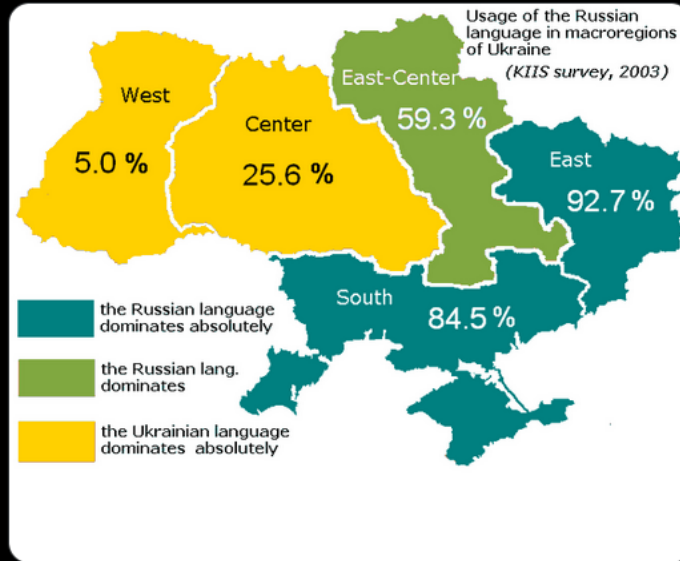 Usage of the Russian
language in macroregions
of Ukraine
(KIIS survey, 2003)
East-Center
59.3 %
West
5.0 %
Center
25.6 %
East
92.7 %
South
84.5 %
the Russian language
dominates absolutely
the Russian lang.
dominates
the Ukrainian language
dominates absolutely